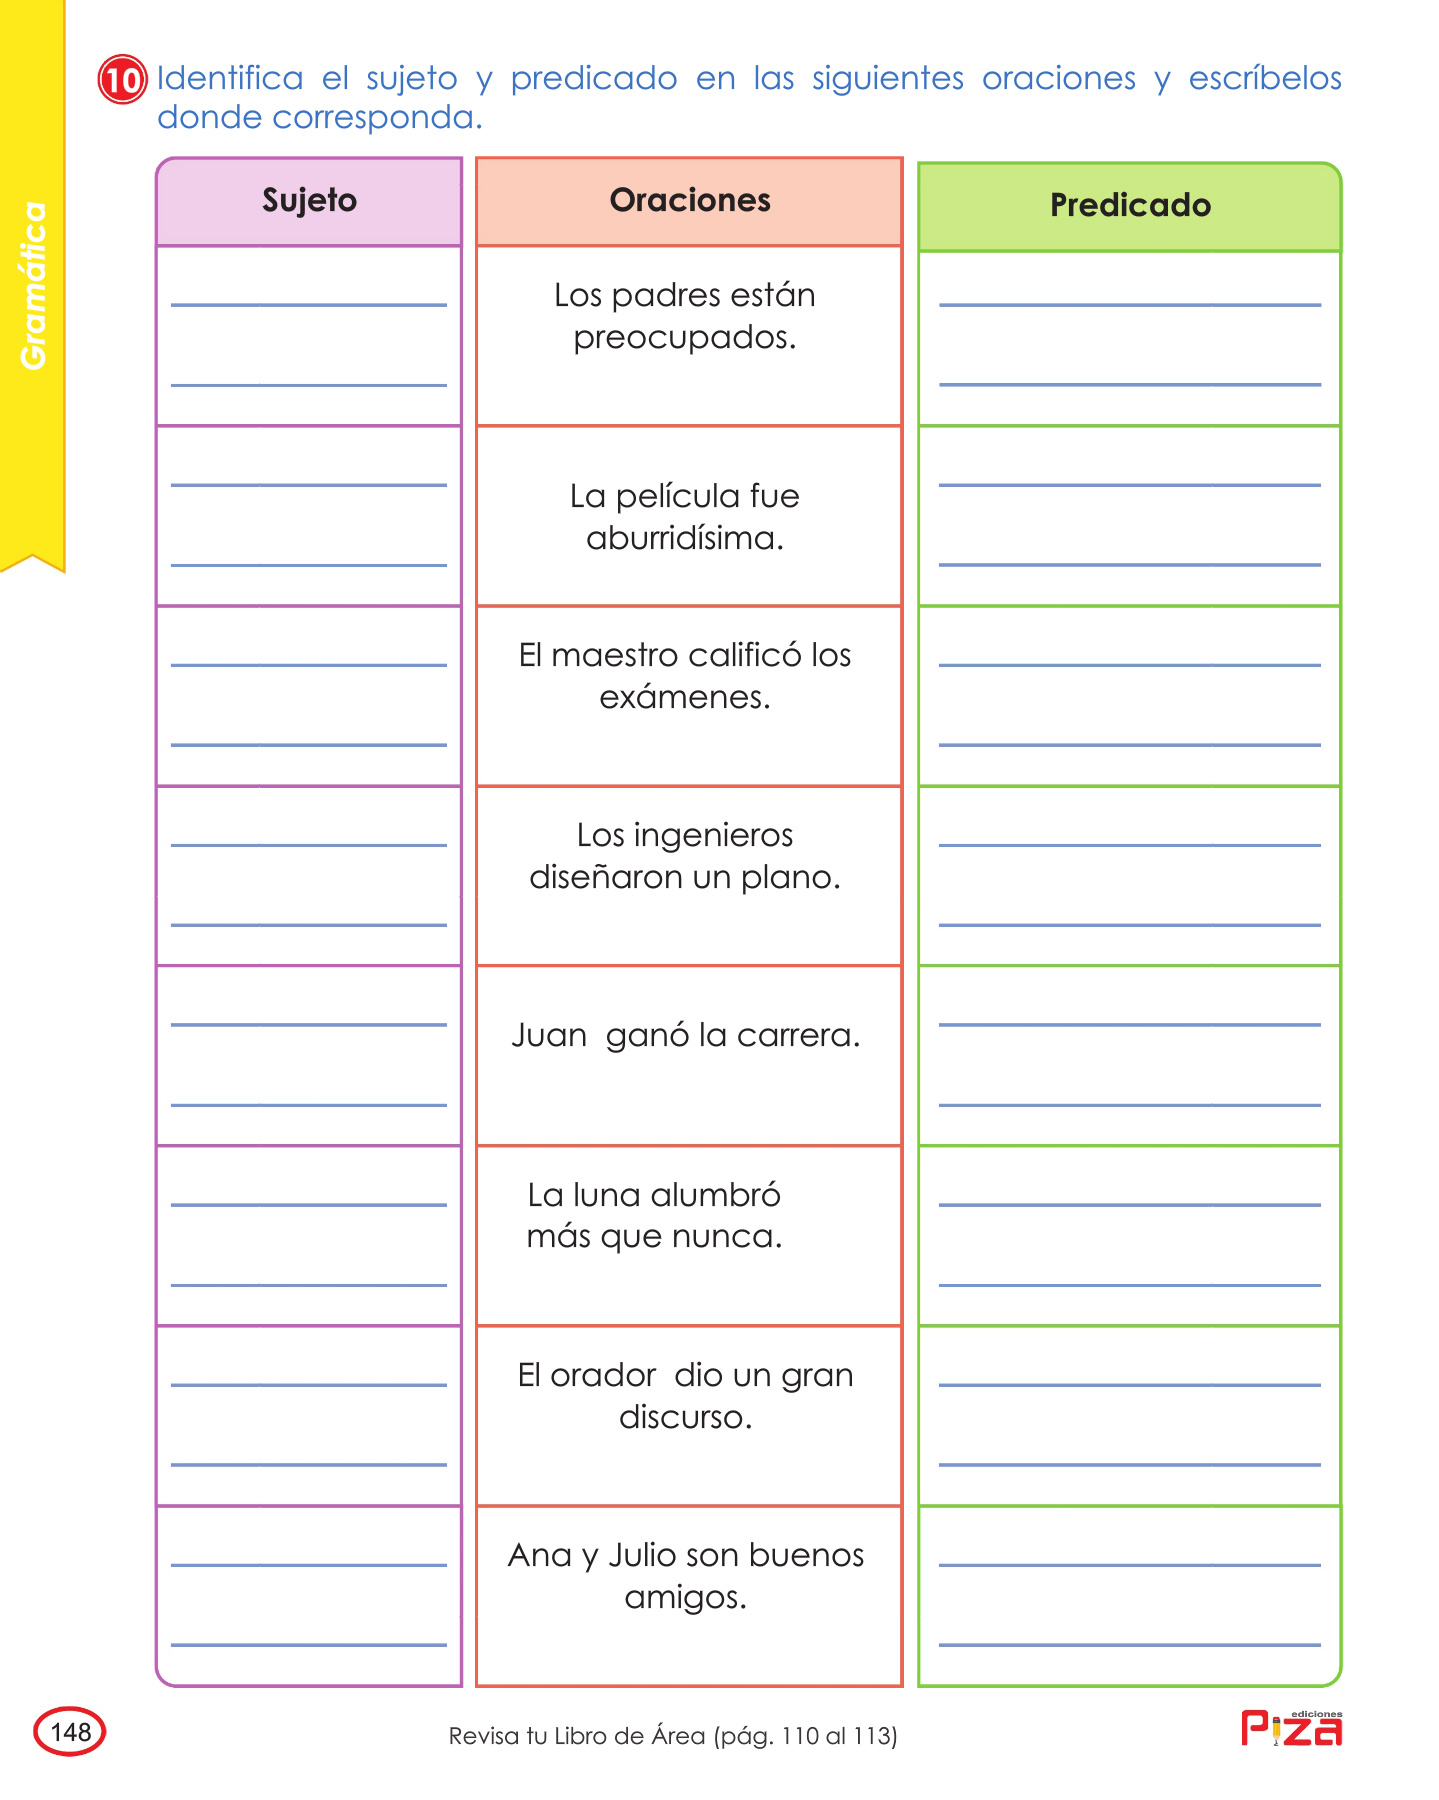 Gramática
10 Identifica el sujeto y predicado en las siguientes oraciones y escríbelos
donde corresponda.
Sujeto
Oraciones
Predicado
Los padres están
preocupados.
La película fue
aburridísima.
El maestro calificó los
exámenes.
Los ingenieros
diseñaron un plano.
Juan  ganó la carrera.
La luna alumbró
más que nunca.
El orador  dio un gran
discurso.
Ana y Julio son buenos
amigos.
148
Revisa tu Libro de Área (pág. 110 al 113)
ediciones
Piza